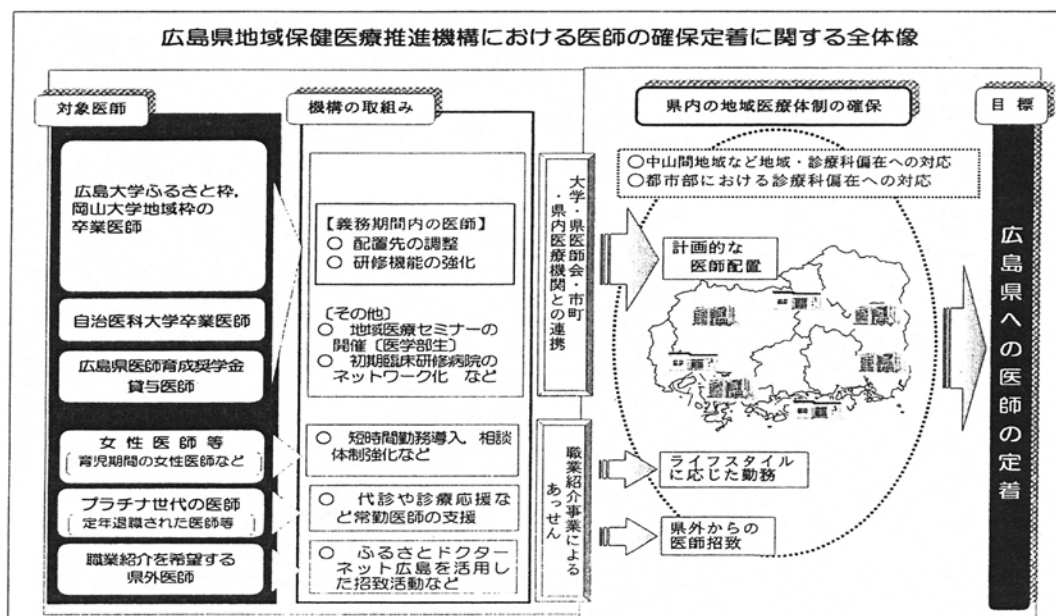 広島県地域保健医療推進機構における医師の確保定着に関する全体像
対象医師
広島大学ふるさと枠，
岡山大学地域枠の
卒業医師
自治医科大学卒業医師
広島県医師育成奨学金
貸与医師
女性医師等
育児期間の女性医師など
プラチナ世代の医師
定年退職された医師等
職業紹介を希望する
県外医師
機構の取組み
【義務期間内の医師】
○ 配置先の調整
○ 研修機能の強化
〔その他〕
○ 地域医療セミナーの
開催〔医学部生〕
○ 初期臨床研修病院の
ネットワーク化 など
○ 短時間勤務導入，相談
体制強化など
○ 代診や診療応援など
常勤医師の支援
○ ふるさとドクター
ネット広島を活用し
た招致活動など
大学・県医師会・市町
・県内医療機関との連携
職業紹介事業による
あっせん
県内の地域医療体制の確保
○中山間地域など地域・診療科偏在への対応
○都市部における診療科偏在への対応
計画的な
医師配置
ライフスタイル
に応じた勤務
県外からの
医師招致
目標
広島県への医師の定着